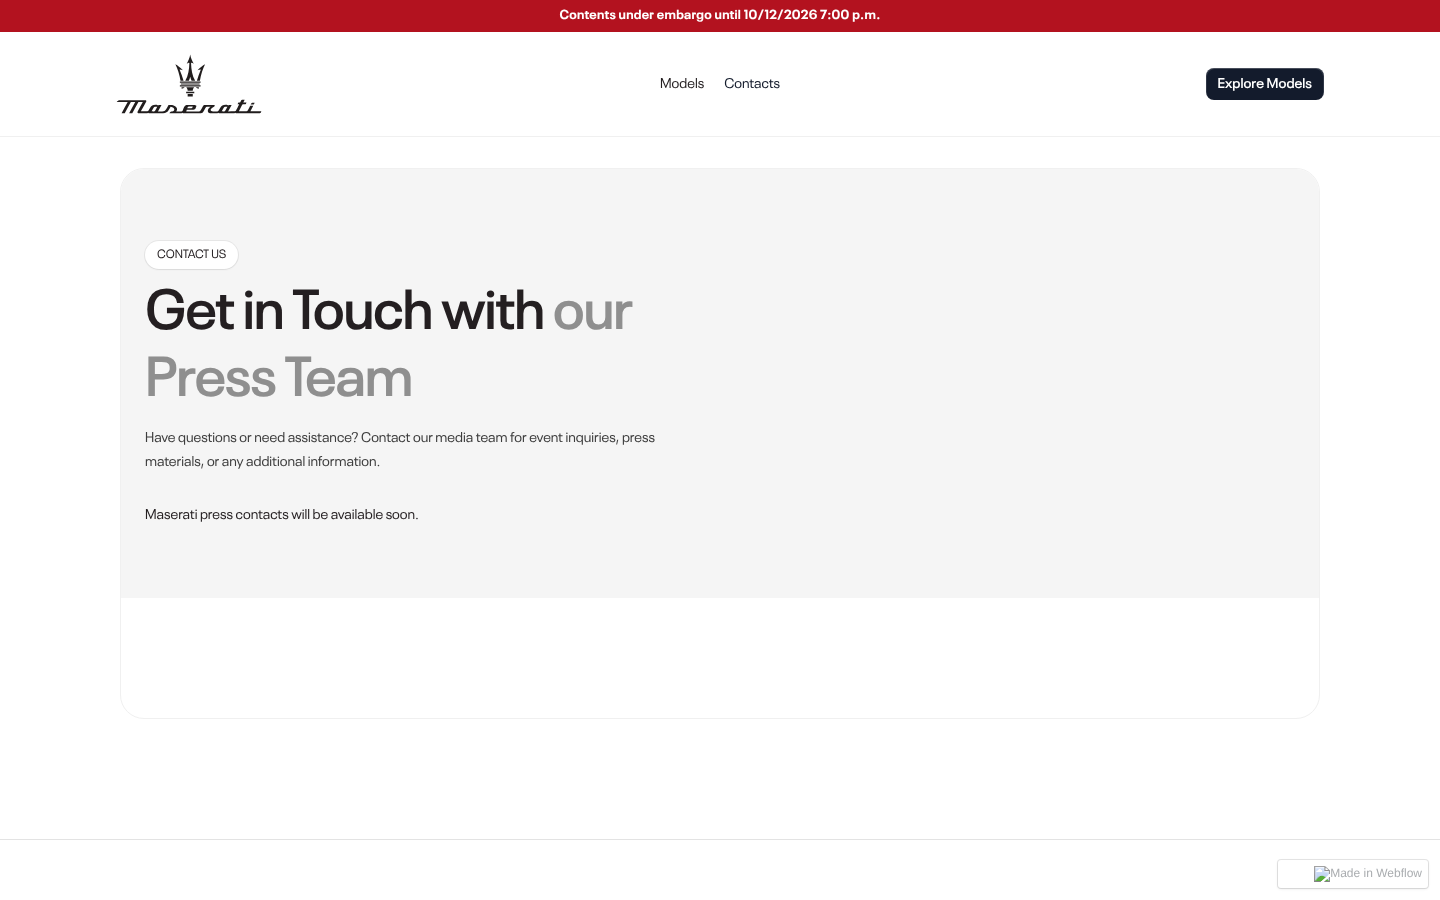 Contents under embargo until 10/12/2026 7:00 p.m.
Maserati
Models
Contacts
Explore Models
CONTACT US
Get in Touch with our
Press Team
Have questions or need assistance? Contact our media team for event inquiries, press
materials, or any additional information.
Maserati press contacts will be available soon.
Made in Webflow